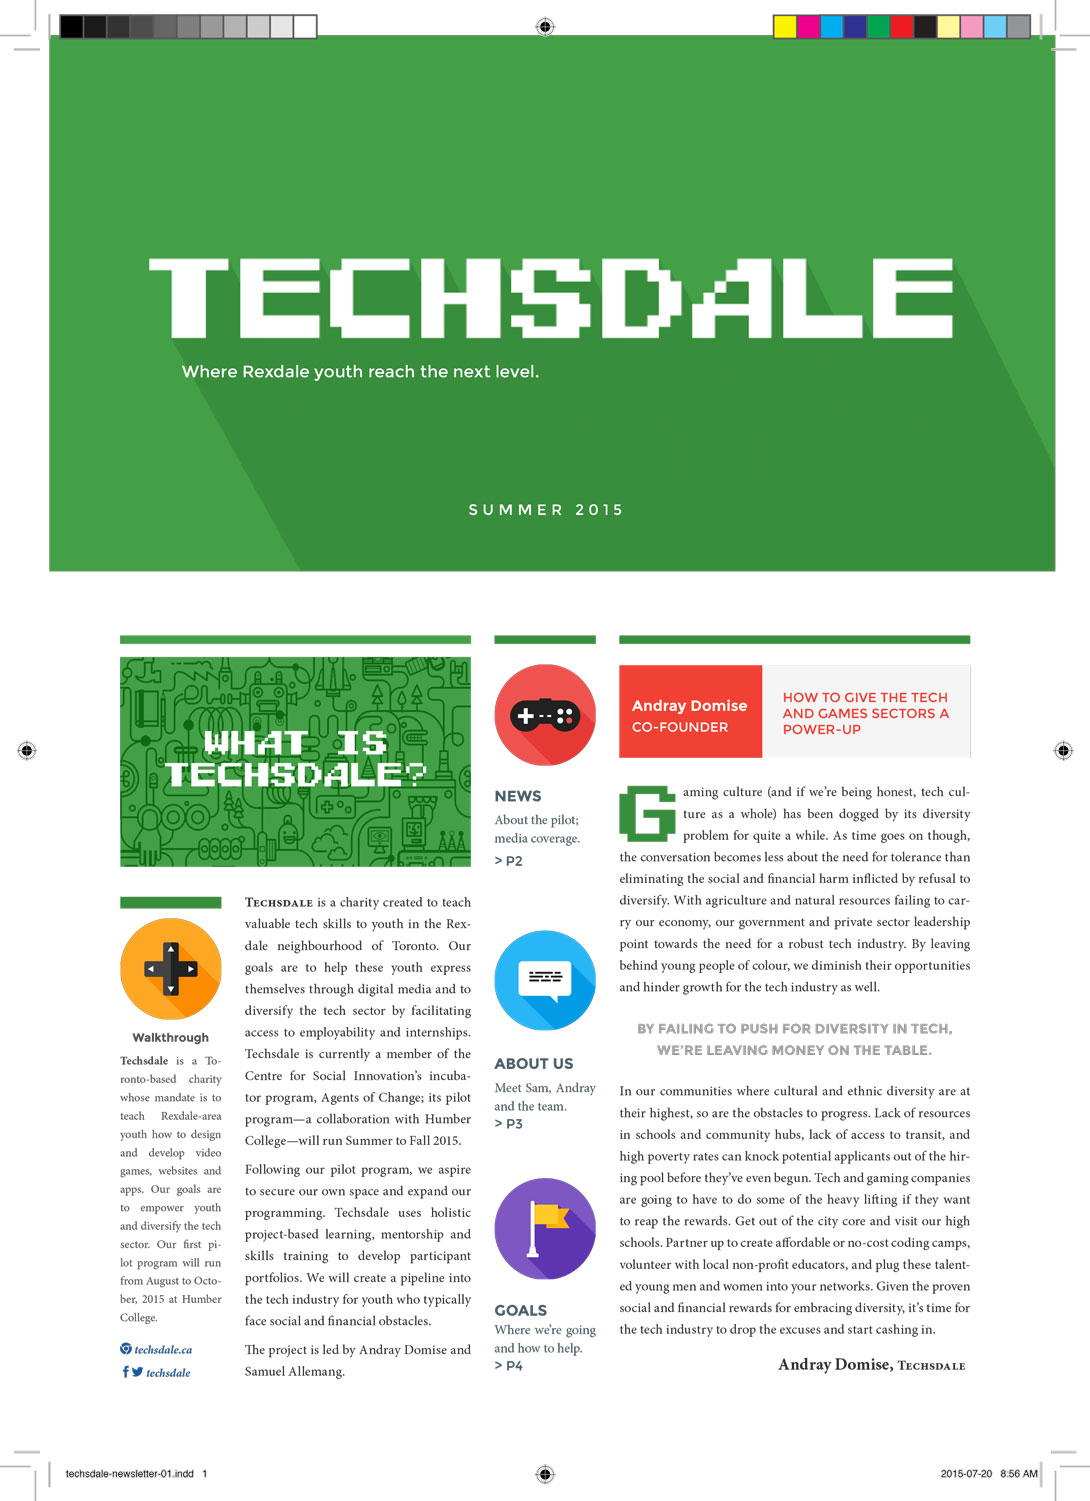 TECHSDALE
Where Rexdale youth reach the next level.
SUMMER 2015
WHAT IS
TECHSDALE?
Walkthrough
Techsdale is a To-
ronto-based charity
whose mandate is to
teach Rexdale-area
youth how to design
and develop video
games, websites and
apps. Our goals are
to empower youth
and diversify the tech
sector. Our first pi-
lot program will run
from August to Octo-
ber, 2015 at Humber
College.
techsdale.ca
techsdale
Techsdale is a charity created to teach
valuable tech skills to youth in the Rex-
dale neighbourhood of Toronto. Our
goals are to help these youth express
themselves through digital media and to
diversify the tech sector by facilitating
access to employability and internships.
Techsdale is currently a member of the
Centre for Social Innovation's incuba-
tor program, Agents of Change; its pilot
program—a collaboration with Humber
College—will run Summer to Fall 2015.
Following our pilot program, we aspire
to secure our own space and expand our
programming. Techsdale uses holistic
project-based learning, mentorship and
skills training to develop participant
portfolios. We will create a pipeline into
the tech industry for youth who typically
face social and financial obstacles.
The project is led by Andray Domise and
Samuel Allemang.
NEWS
About the pilot;
media coverage.
> P2
ABOUT US
Meet Sam, Andray
and the team.
> P3
GOALS
Where we're going
and how to help.
> P4
Andray Domise
CO-FOUNDER
HOW TO GIVE THE TECH
AND GAMES SECTORS A
POWER-UP
Gaming culture (and if we're being honest, tech cul-
ture as a whole) has been dogged by its diversity
problem for quite a while. As time goes on though,
the conversation becomes less about the need for tolerance than
eliminating the social and financial harm inflicted by refusal to
diversify. With agriculture and natural resources failing to car-
ry our economy, our government and private sector leadership
point towards the need for a robust tech industry. By leaving
behind young people of colour, we diminish their opportunities
and hinder growth for the tech industry as well.
BY FAILING TO PUSH FOR DIVERSITY IN TECH,
WE'RE LEAVING MONEY ON THE TABLE.
In our communities where cultural and ethnic diversity are at
their highest, so are the obstacles to progress. Lack of resources
in schools and community hubs, lack of access to transit, and
high poverty rates can knock potential applicants out of the hir-
ing pool before they've even begun. Tech and gaming companies
are going to have to do some of the heavy lifting if they want
to reap the rewards. Get out of the city core and visit our high
schools. Partner up to create affordable or no-cost coding camps,
volunteer with local non-profit educators, and plug these talent-
ed young men and women into your networks. Given the proven
social and financial rewards for embracing diversity, it's time for
the tech industry to drop the excuses and start cashing in.
Andray Domise, Techsdale
techsdale-newsletter-01.indd 1
2015-07-20 8:56 AM